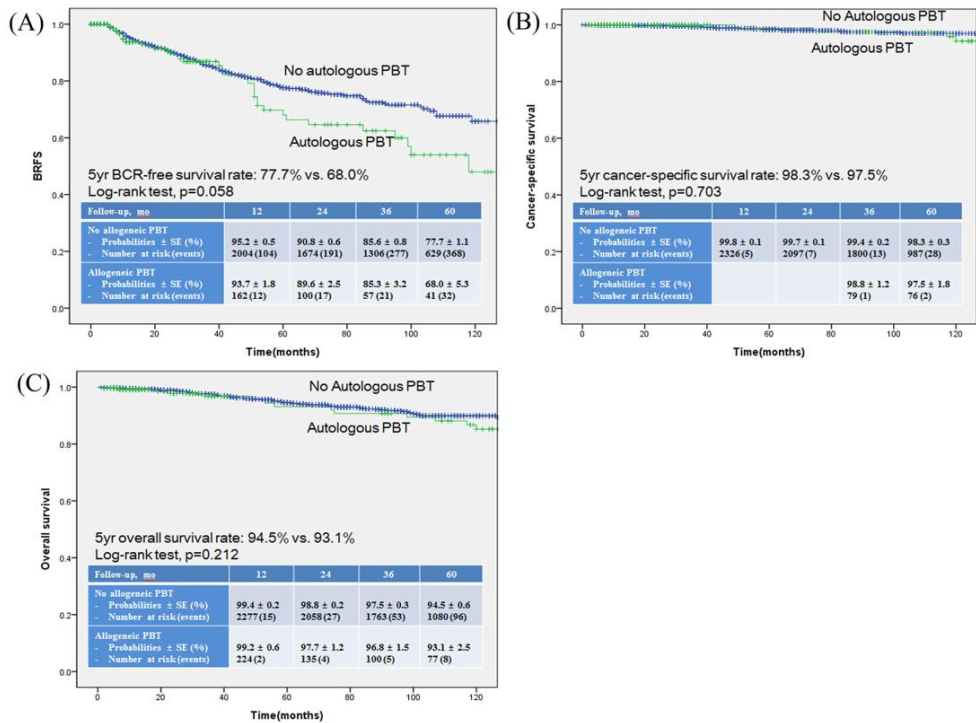 (A)
1.0
0.8
0.6
0.4
0.2
0.0
BRFS
No autologous PBT
Autologous PBT
5yr BCR-free survival rate: 77.7% vs. 68.0%
Log-rank test, p=0.058
Follow-up, mo 12 24 36 60
No allogeneic PBT
- Probabilities ± SE (%) 95.2 ± 0.5 90.8 ± 0.6 85.6 ± 0.8 77.7 ± 1.1
- Number at risk (events) 2004 (104) 1674 (191) 1306 (277) 629 (368)
Allogeneic PBT
- Probabilities ± SE (%) 93.7 ± 1.8 89.6 ± 2.5 85.3 ± 3.2 68.0 ± 5.3
- Number at risk (events) 162 (12) 100 (17) 57 (21) 41 (32)
0 20 40 60 80 100 120
Time(months)
(B)
1.0
0.8
0.6
0.4
0.2
0.0
Cancer-specific survival
No Autologous PBT
Autologous PBT
5yr cancer-specific survival rate: 98.3% vs. 97.5%
Log-rank test, p=0.703
Follow-up, mo 12 24 36 60
No allogeneic PBT
- Probabilities ± SE (%) 99.8 ± 0.1 99.7 ± 0.1 99.4 ± 0.2 98.3 ± 0.3
- Number at risk (events) 2326 (5) 2097 (7) 1800 (13) 987 (28)
Allogeneic PBT
- Probabilities ± SE (%) 98.8 ± 1.2 97.5 ± 1.8
- Number at risk (events) 79 (1) 76 (2)
0 20 40 60 80 100 120
Time(months)
(C)
1.0
0.8
0.6
0.4
0.2
0.0
Overall survival
No Autologous PBT
Autologous PBT
5yr overall survival rate: 94.5% vs. 93.1%
Log-rank test, p=0.212
Follow-up, mo 12 24 36 60
No allogeneic PBT
- Probabilities ± SE (%) 99.4 ± 0.2 98.8 ± 0.2 97.5 ± 0.3 94.5 ± 0.6
- Number at risk (events) 2277 (15) 2058 (27) 1763 (53) 1080 (96)
Allogeneic PBT
- Probabilities ± SE (%) 99.2 ± 0.6 97.7 ± 1.2 96.8 ± 1.5 93.1 ± 2.5
- Number at risk (events) 224 (2) 135 (4) 100 (5) 77 (8)
0 20 40 60 80 100 120
Time(months)